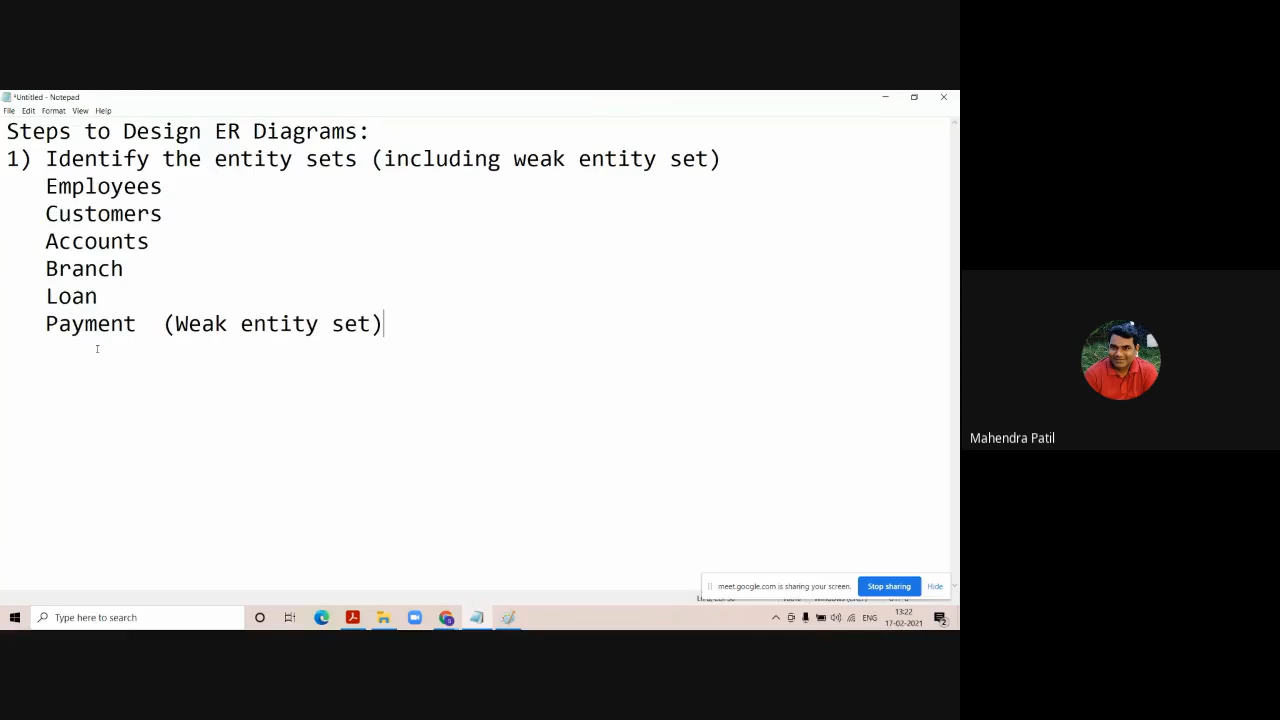 *Untitled - Notepad
File Edit Format View Help
Steps to Design ER Diagrams:
1) Identify the entity sets (including weak entity set)
Employees
Customers
Accounts
Branch
Loan
Payment (Weak entity set)
Mahendra Patil
meet.google.com is sharing your screen. Stop sharing Hide
Type here to search
ENG
13:22
17-02-2021
2